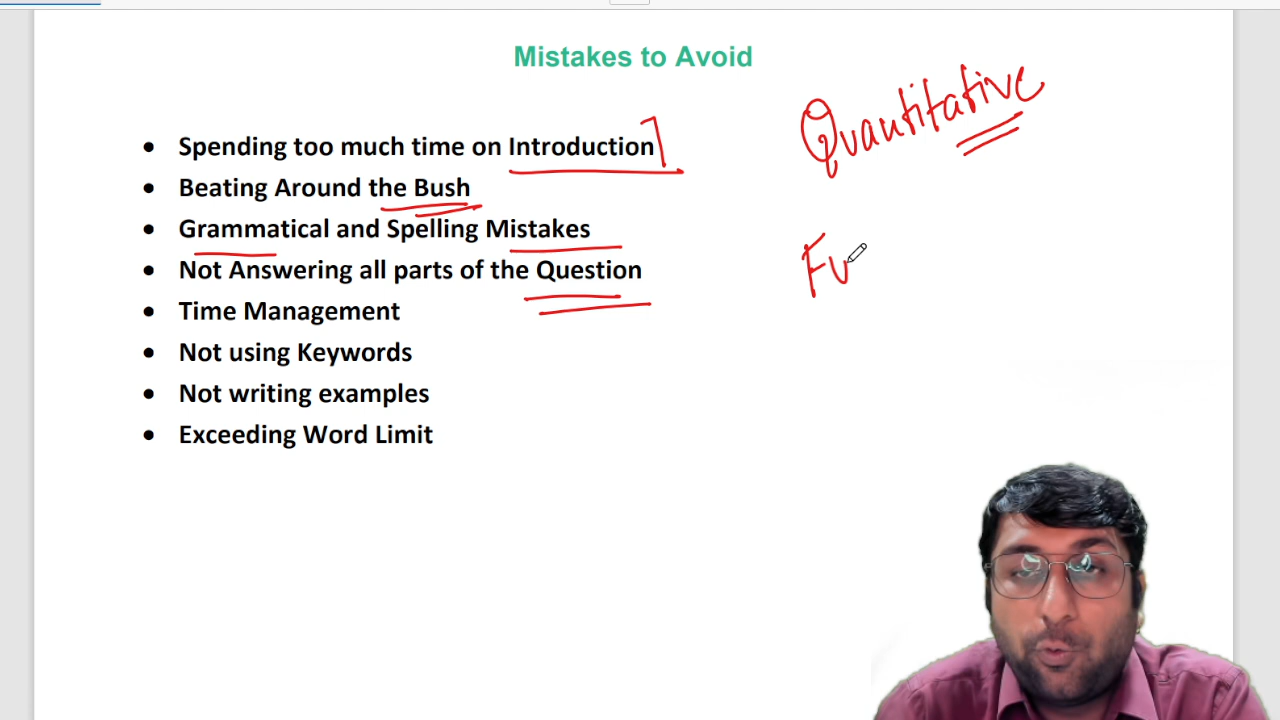 Mistakes to Avoid
Quantitative
• Spending too much time on Introduction
• Beating Around the Bush
• Grammatical and Spelling Mistakes
Fu
• Not Answering all parts of the Question
• Time Management
• Not using Keywords
• Not writing examples
• Exceeding Word Limit